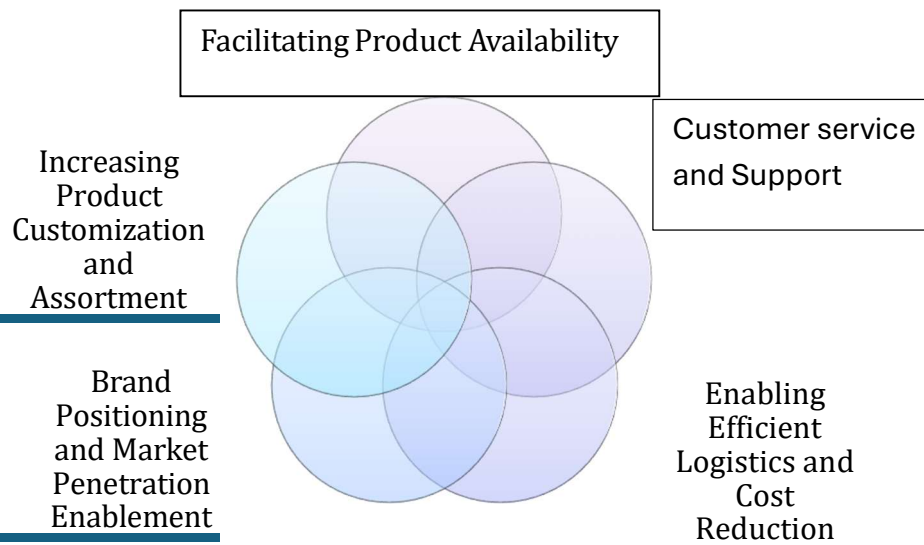 Facilitating Product Availability
Customer service
and Support
Increasing
Product
Customization
and
Assortment
Brand
Positioning
and Market
Penetration
Enablement
Enabling
Efficient
Logistics and
Cost
Reduction